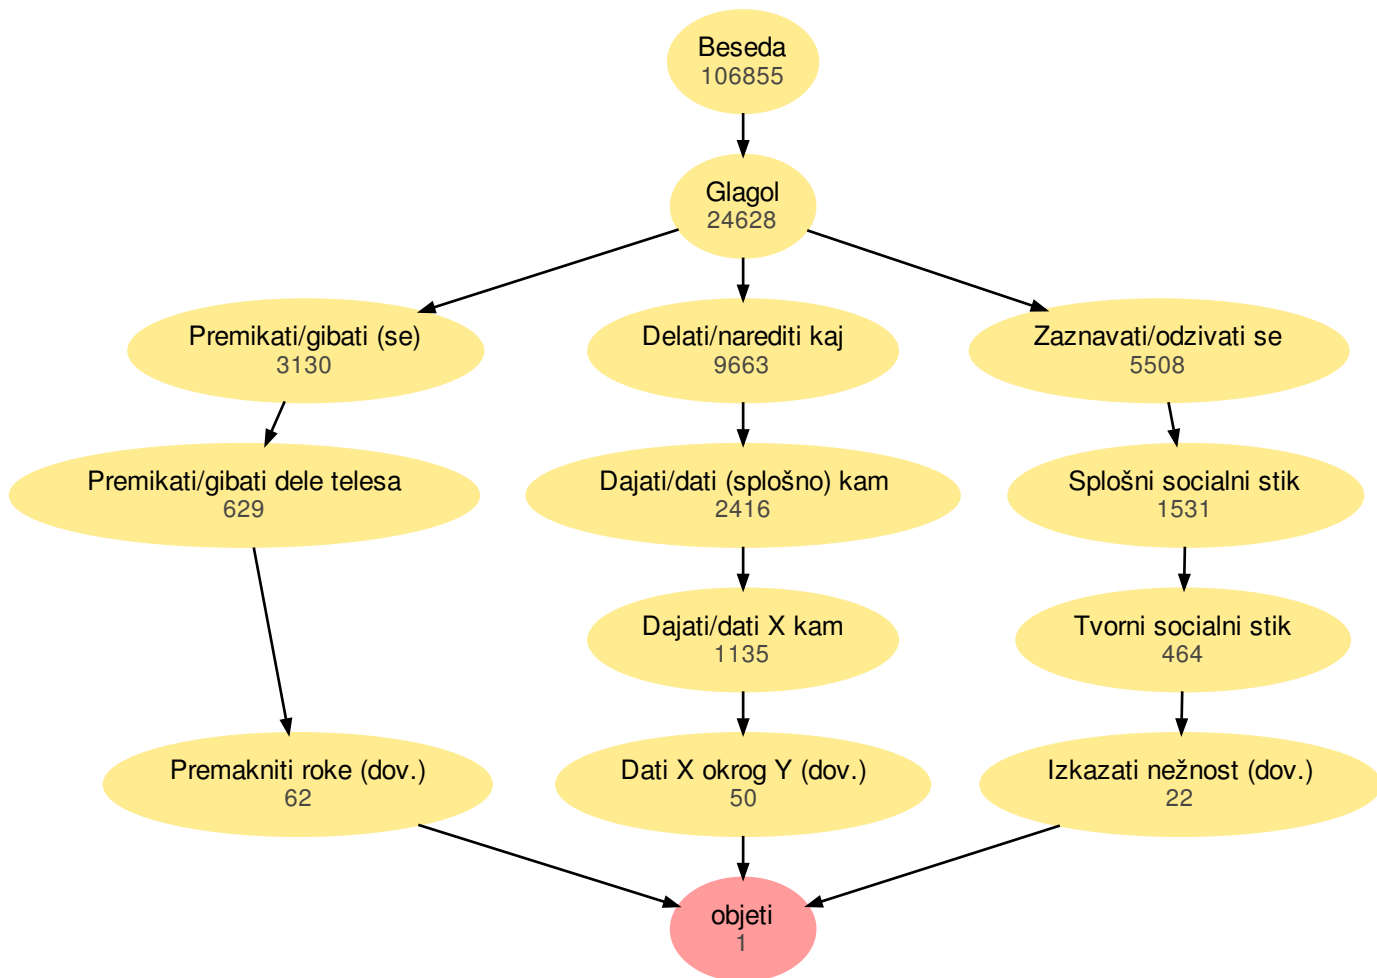 Beseda
106855
Glagol
24628
Premikati/gibati (se)
3130
Delati/narediti kaj
9663
Zaznavati/odzivati se
5508
Premikati/gibati dele telesa
629
Dajati/dati (splošno) kam
2416
Splošni socialni stik
1531
Dajati/dati X kam
1135
Tvorni socialni stik
464
Premakniti roke (dov.)
62
Dati X okrog Y (dov.)
50
Izkazati nežnost (dov.)
22
objeti
1